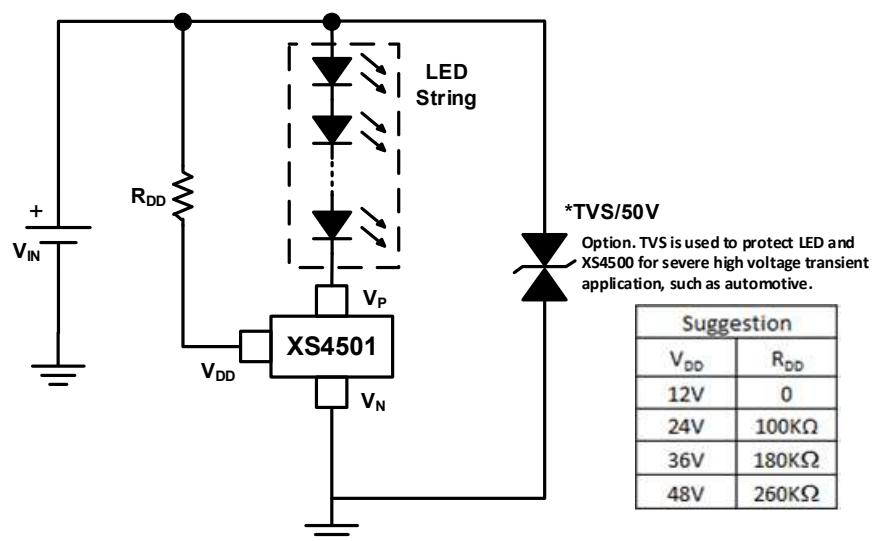 LED
String
R_DD
+
V_IN
*TVS/50V
Option. TVS is used to protect LED and
XS4500 for severe high voltage transient
application, such as automotive.
V_P
XS4501
V_DD
V_N
Suggestion
V_DD R_DD
12V 0
24V 100KΩ
36V 180KΩ
48V 260KΩ